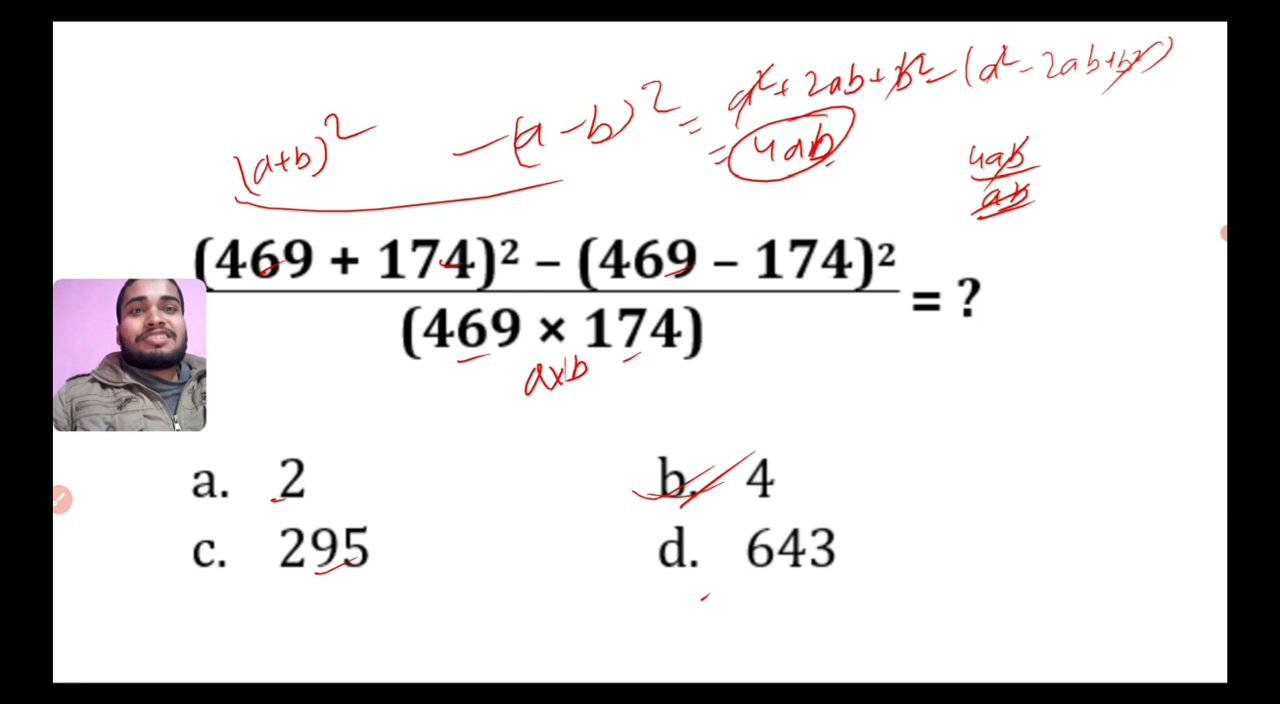 (a+b)² −(a−b)² = a²+2ab+b²−(a²−2ab+b²)
= 4ab
4ab
ab
(469 + 174)² – (469 – 174)²
(469 × 174)
= ?
a×b
a. 2
b. 4
c. 295
d. 643